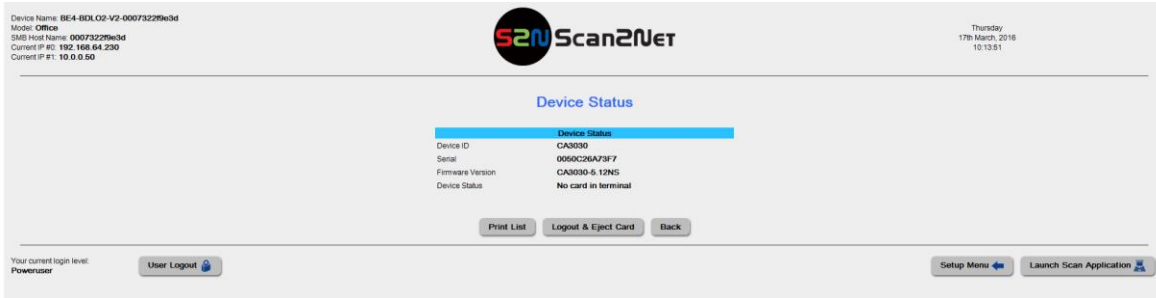 Device Name: BE4-BDLO2-V2-0007322f9e3d
Model: Office
SMB Host Name: 0007322f9e3d
Current IP #0: 192.168.64.230
Current IP #1: 10.0.0.50
S2N Scan2Net
Thursday
17th March, 2016
10:13:51
Device Status
Device Status
Device ID CA3030
Serial 0050C26A73F7
Firmware Version CA3030-5.12NS
Device Status No card in terminal
Print List Logout & Eject Card Back
Your current login level:
Poweruser
User Logout
Setup Menu Launch Scan Application